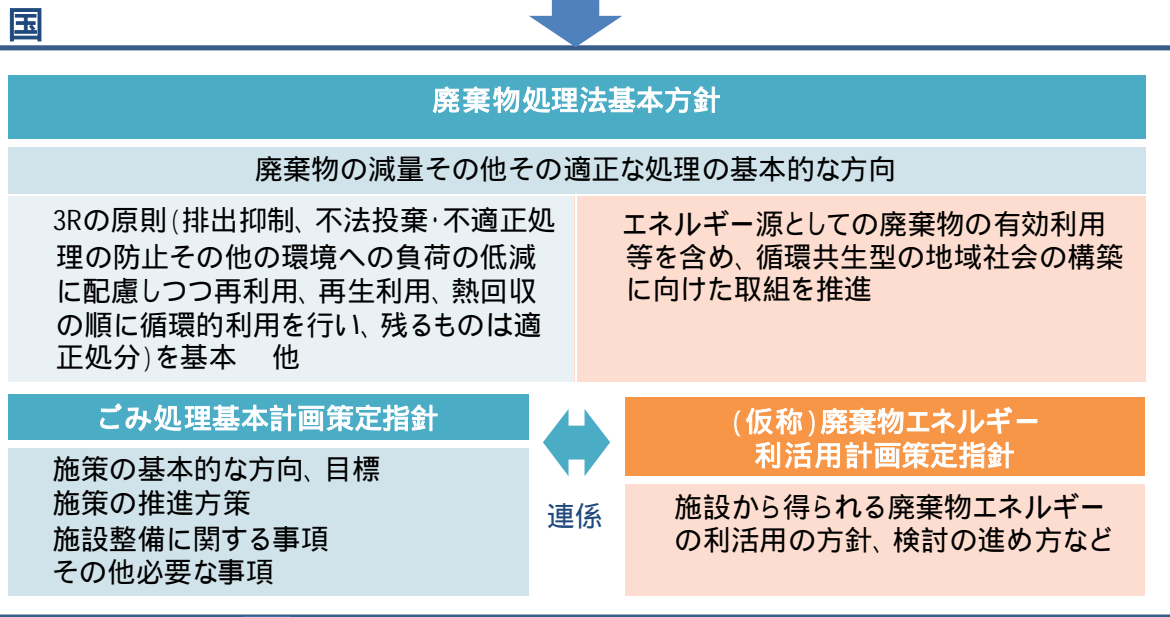 国
廃棄物処理法基本方針
廃棄物の減量その他その適正な処理の基本的な方向
3Rの原則(排出抑制、不法投棄・不適正処
理の防止その他の環境への負荷の低減
に配慮しつつ再利用、再生利用、熱回収
の順に循環的利用を行い、残るものは適
正処分)を基本　他
エネルギー源としての廃棄物の有効利用
等を含め、循環共生型の地域社会の構築
に向けた取組を推進
ごみ処理基本計画策定指針
施策の基本的な方向、目標
施策の推進方策
施設整備に関する事項
その他必要な事項
連係
(仮称)廃棄物エネルギー
利活用計画策定指針
施設から得られる廃棄物エネルギー
の利活用の方針、検討の進め方など